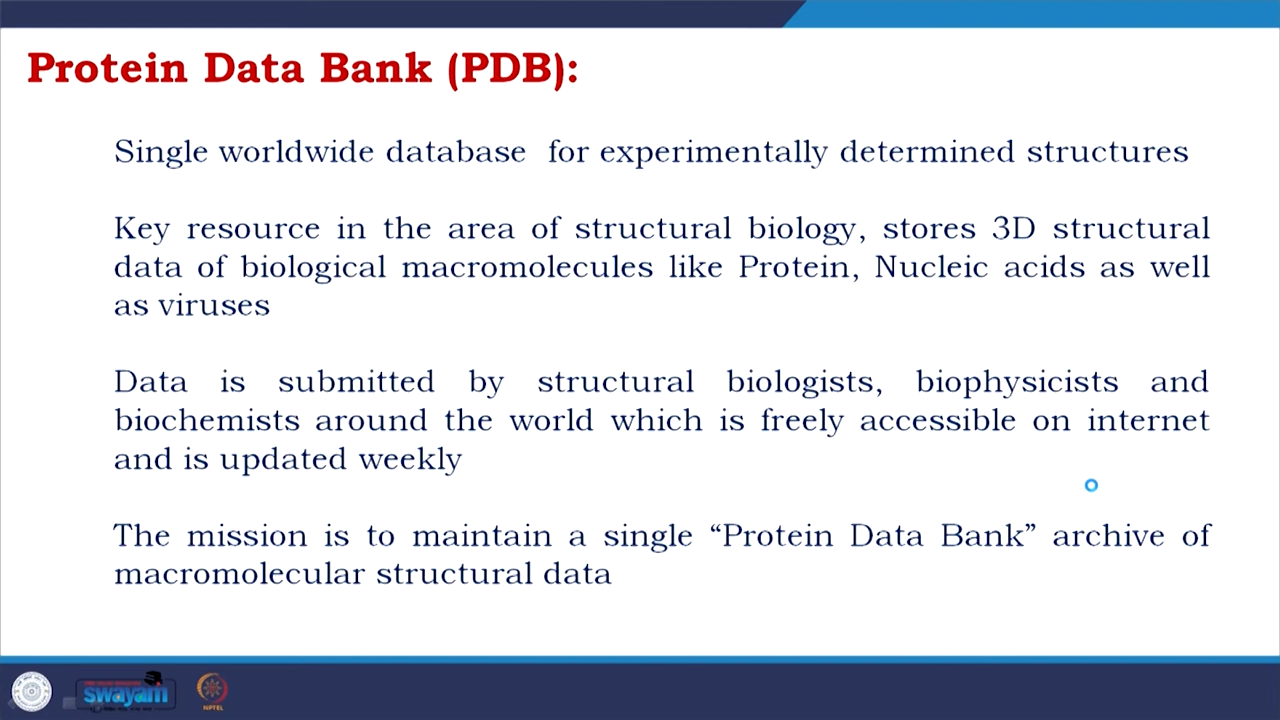 Protein Data Bank (PDB):
Single worldwide database for experimentally determined structures
Key resource in the area of structural biology, stores 3D structural
data of biological macromolecules like Protein, Nucleic acids as well
as viruses
Data is submitted by structural biologists, biophysicists and
biochemists around the world which is freely accessible on internet
and is updated weekly
The mission is to maintain a single “Protein Data Bank” archive of
macromolecular structural data
swayam
NPTEL